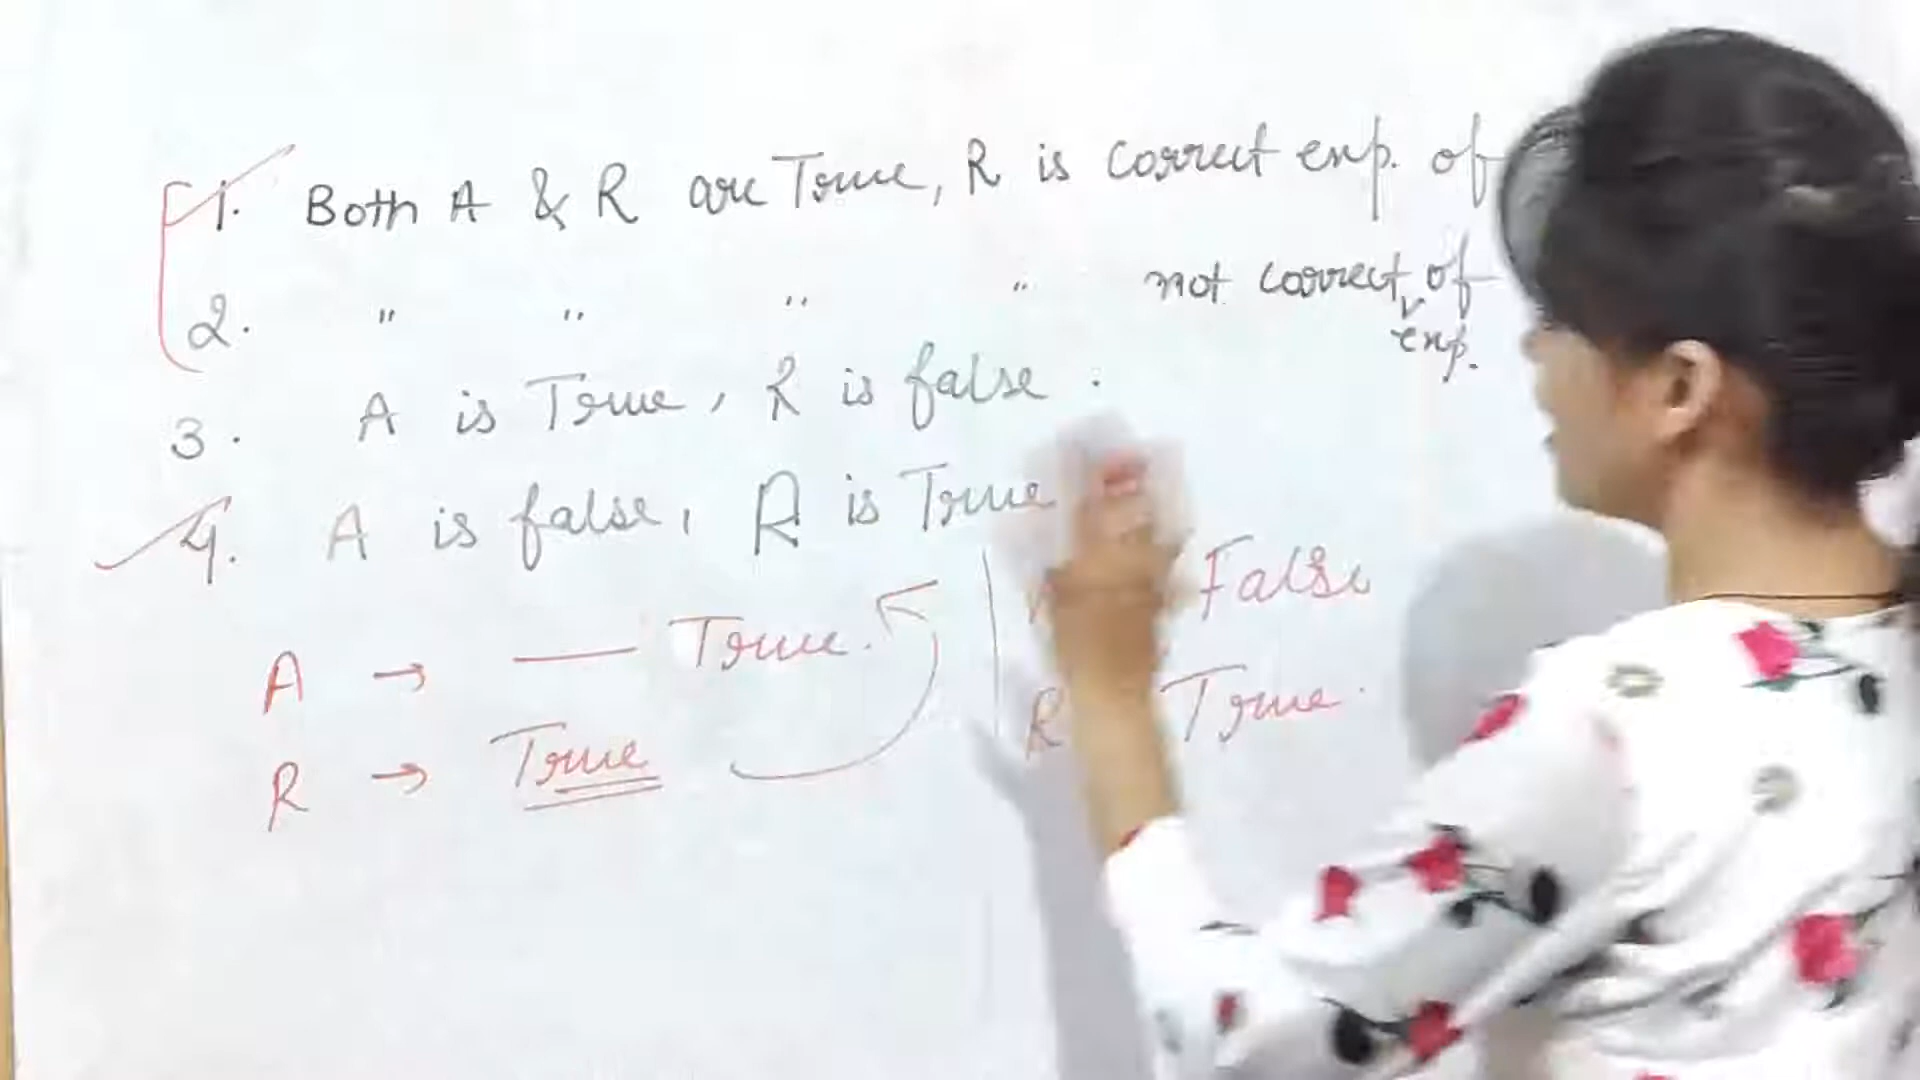 1. Both A & R are True, R is correct exp. of
2. " " " " not correct of
exp.
3. A is True, R is false.
4. A is false, R is True
A → — True.
R → True
False
R True.